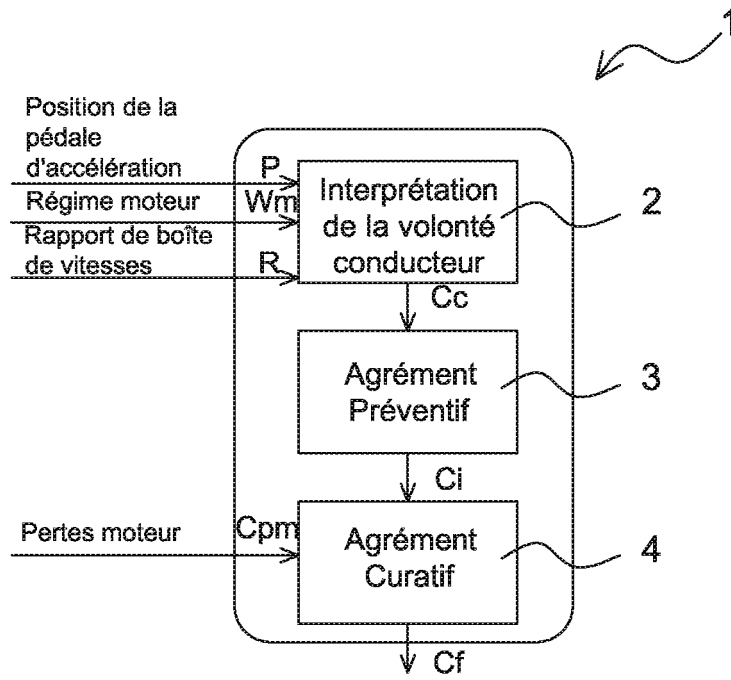 1
Position de la
pédale
d'accélération
P
Régime moteur
Wm
Rapport de boîte
de vitesses
R
Interprétation
de la volonté
conducteur
2
Cc
Agrément
Préventif
3
Ci
Pertes moteur
Cpm
Agrément
Curatif
4
Cf